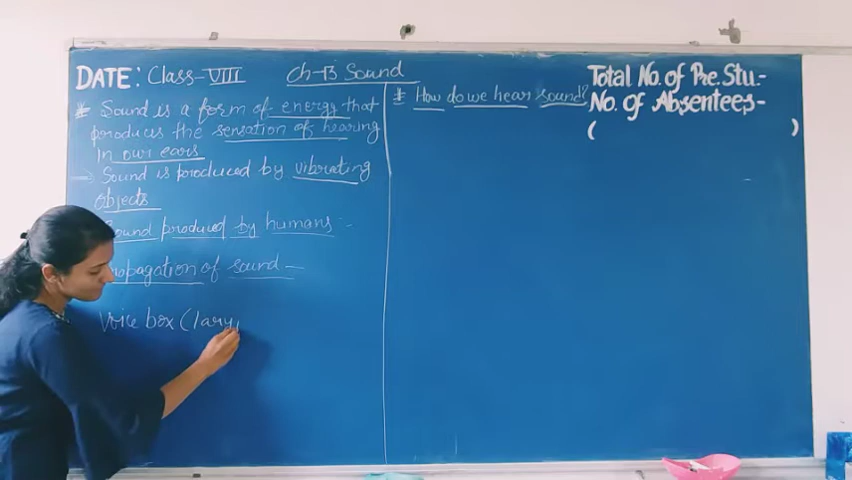 DATE: Class-VIII Ch-13 Sound
* Sound is a form of energy that
produces the sensation of hearing
In our ears
→ Sound is produced by vibrating
objects
Sound produced by humans :-
propagation of sound —
Voice box (lary
* How do we hear sound?
Total No. of Pre. Stu.-
No. of Absentees-
( )